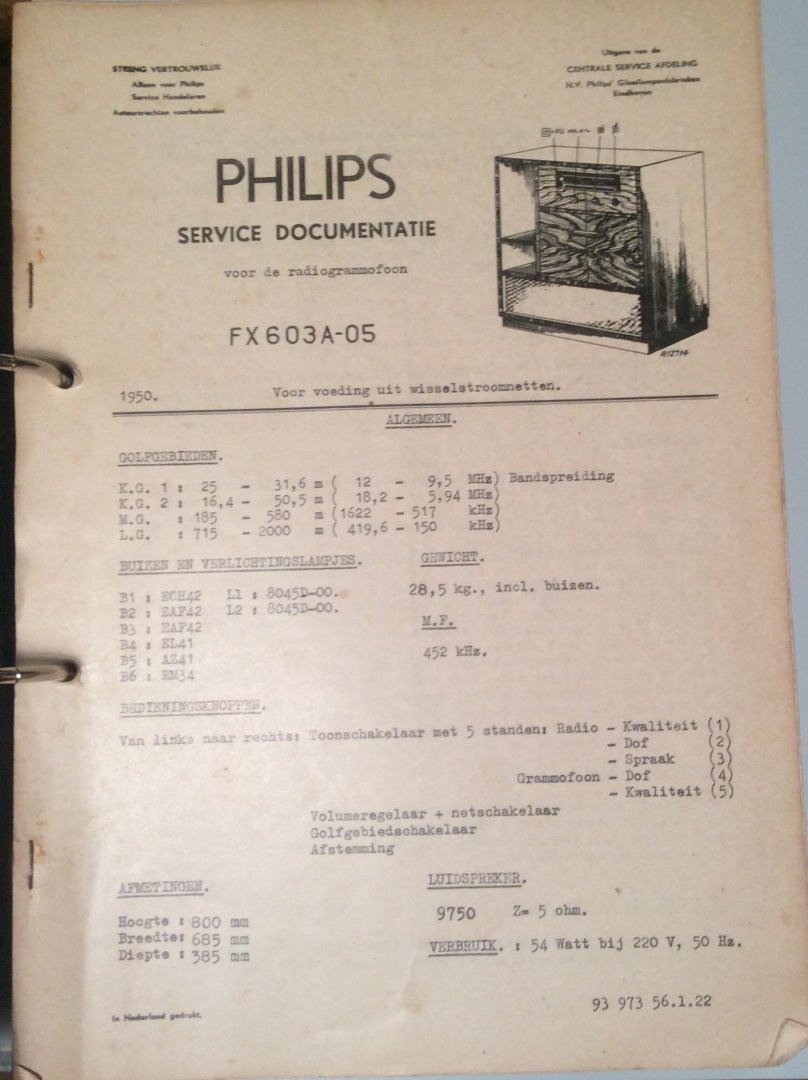 STRENG VERTROUWELIJK
Alleen voor Philips
Service Handelaren
Auteursrechten voorbehouden
Uitgave van de
CENTRALE SERVICE AFDELING
N.V. Philips' Gloeilampenfabrieken
Eindhoven
PHILIPS
SERVICE DOCUMENTATIE
voor de radiogrammofoon
FX603A-05
R12714
1950.
Voor voeding uit wisselstroomnetten.
ALGEMEEN.
GOLFGEBIEDEN.
K.G. 1 : 25 - 31,6 m ( 12 - 9,5 MHz) Bandspreiding
K.G. 2 : 16,4 - 50,5 m ( 18,2 - 5,94 MHz)
M.G. : 185 - 580 m (1622 - 517 kHz)
L.G. : 715 - 2000 m ( 419,6 - 150 kHz)
BUIZEN EN VERLICHTINGSLAMPJES.
B1 : ECH42 L1 : 8045D-00.
B2 : EAF42 L2 : 8045D-00.
B3 : EAF42
B4 : EL41
B5 : AZ41
B6 : EM34
GEWICHT.
28,5 kg., incl. buizen.
M.F.
452 kHz.
BEDIENINGSKNOPPEN.
Van links naar rechts: Toonschakelaar met 5 standen: Radio - Kwaliteit (1)
- Dof (2)
- Spraak (3)
Grammofoon - Dof (4)
- Kwaliteit (5)
Volumeregelaar + netschakelaar
Golfgebiedschakelaar
Afstemming
AFMETINGEN.
Hoogte : 800 mm
Breedte: 685 mm
Diepte : 385 mm
LUIDSPREKER.
9750 Z= 5 ohm.
VERBRUIK. : 54 Watt bij 220 V, 50 Hz.
93 973 56.1.22
In Nederland gedrukt.